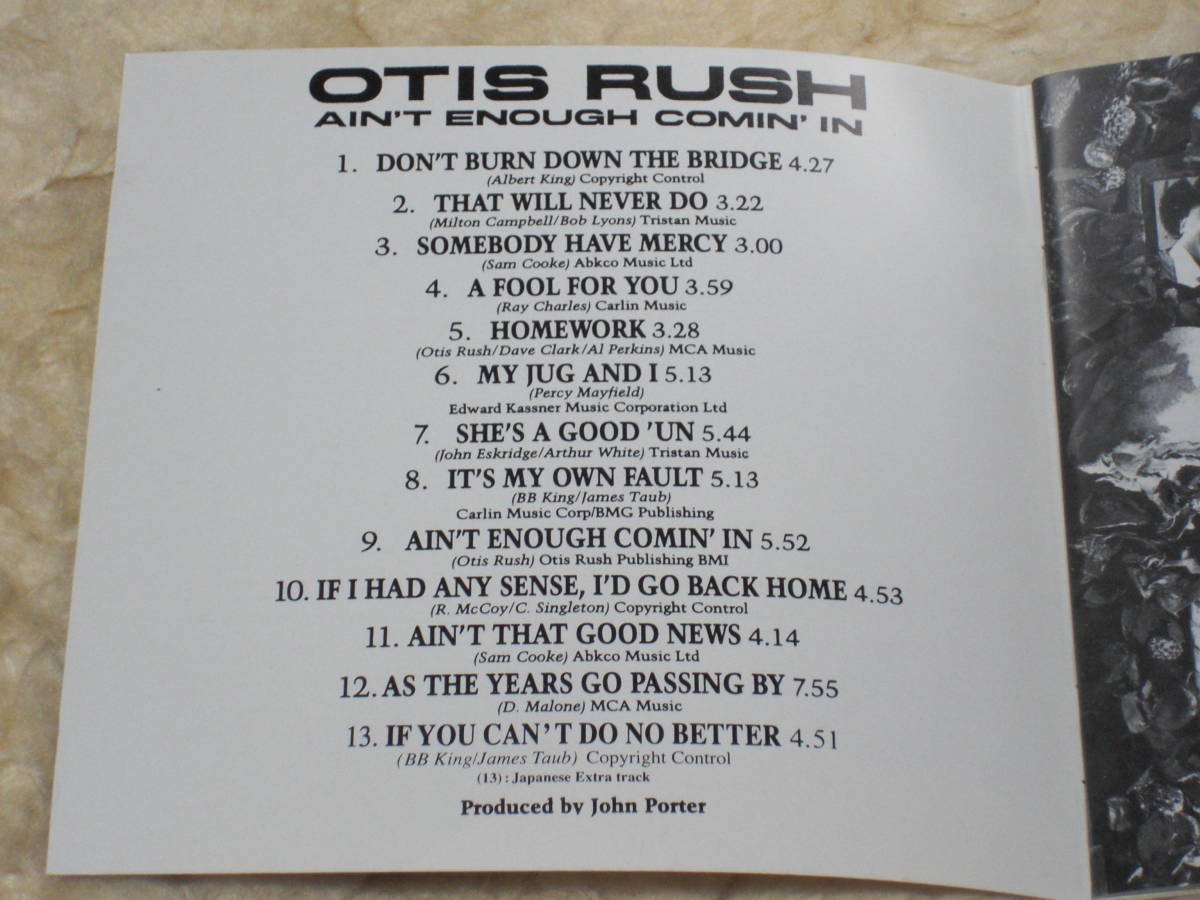 OTIS RUSH
AIN'T ENOUGH COMIN' IN
1. DON'T BURN DOWN THE BRIDGE 4.27
(Albert King) Copyright Control
2. THAT WILL NEVER DO 3.22
(Milton Campbell/Bob Lyons) Tristan Music
3. SOMEBODY HAVE MERCY 3.00
(Sam Cooke) Abkco Music Ltd
4. A FOOL FOR YOU 3.59
(Ray Charles) Carlin Music
5. HOMEWORK 3.28
(Otis Rush/Dave Clark/Al Perkins) MCA Music
6. MY JUG AND I 5.13
(Percy Mayfield)
Edward Kassner Music Corporation Ltd
7. SHE'S A GOOD 'UN 5.44
(John Eskridge/Arthur White) Tristan Music
8. IT'S MY OWN FAULT 5.13
(BB King/James Taub)
Carlin Music Corp/BMG Publishing
9. AIN'T ENOUGH COMIN' IN 5.52
(Otis Rush) Otis Rush Publishing BMI
10. IF I HAD ANY SENSE, I'D GO BACK HOME 4.53
(R. McCoy/C. Singleton) Copyright Control
11. AIN'T THAT GOOD NEWS 4.14
(Sam Cooke) Abkco Music Ltd
12. AS THE YEARS GO PASSING BY 7.55
(D. Malone) MCA Music
13. IF YOU CAN'T DO NO BETTER 4.51
(BB King/James Taub) Copyright Control
(13) : Japanese Extra track
Produced by John Porter